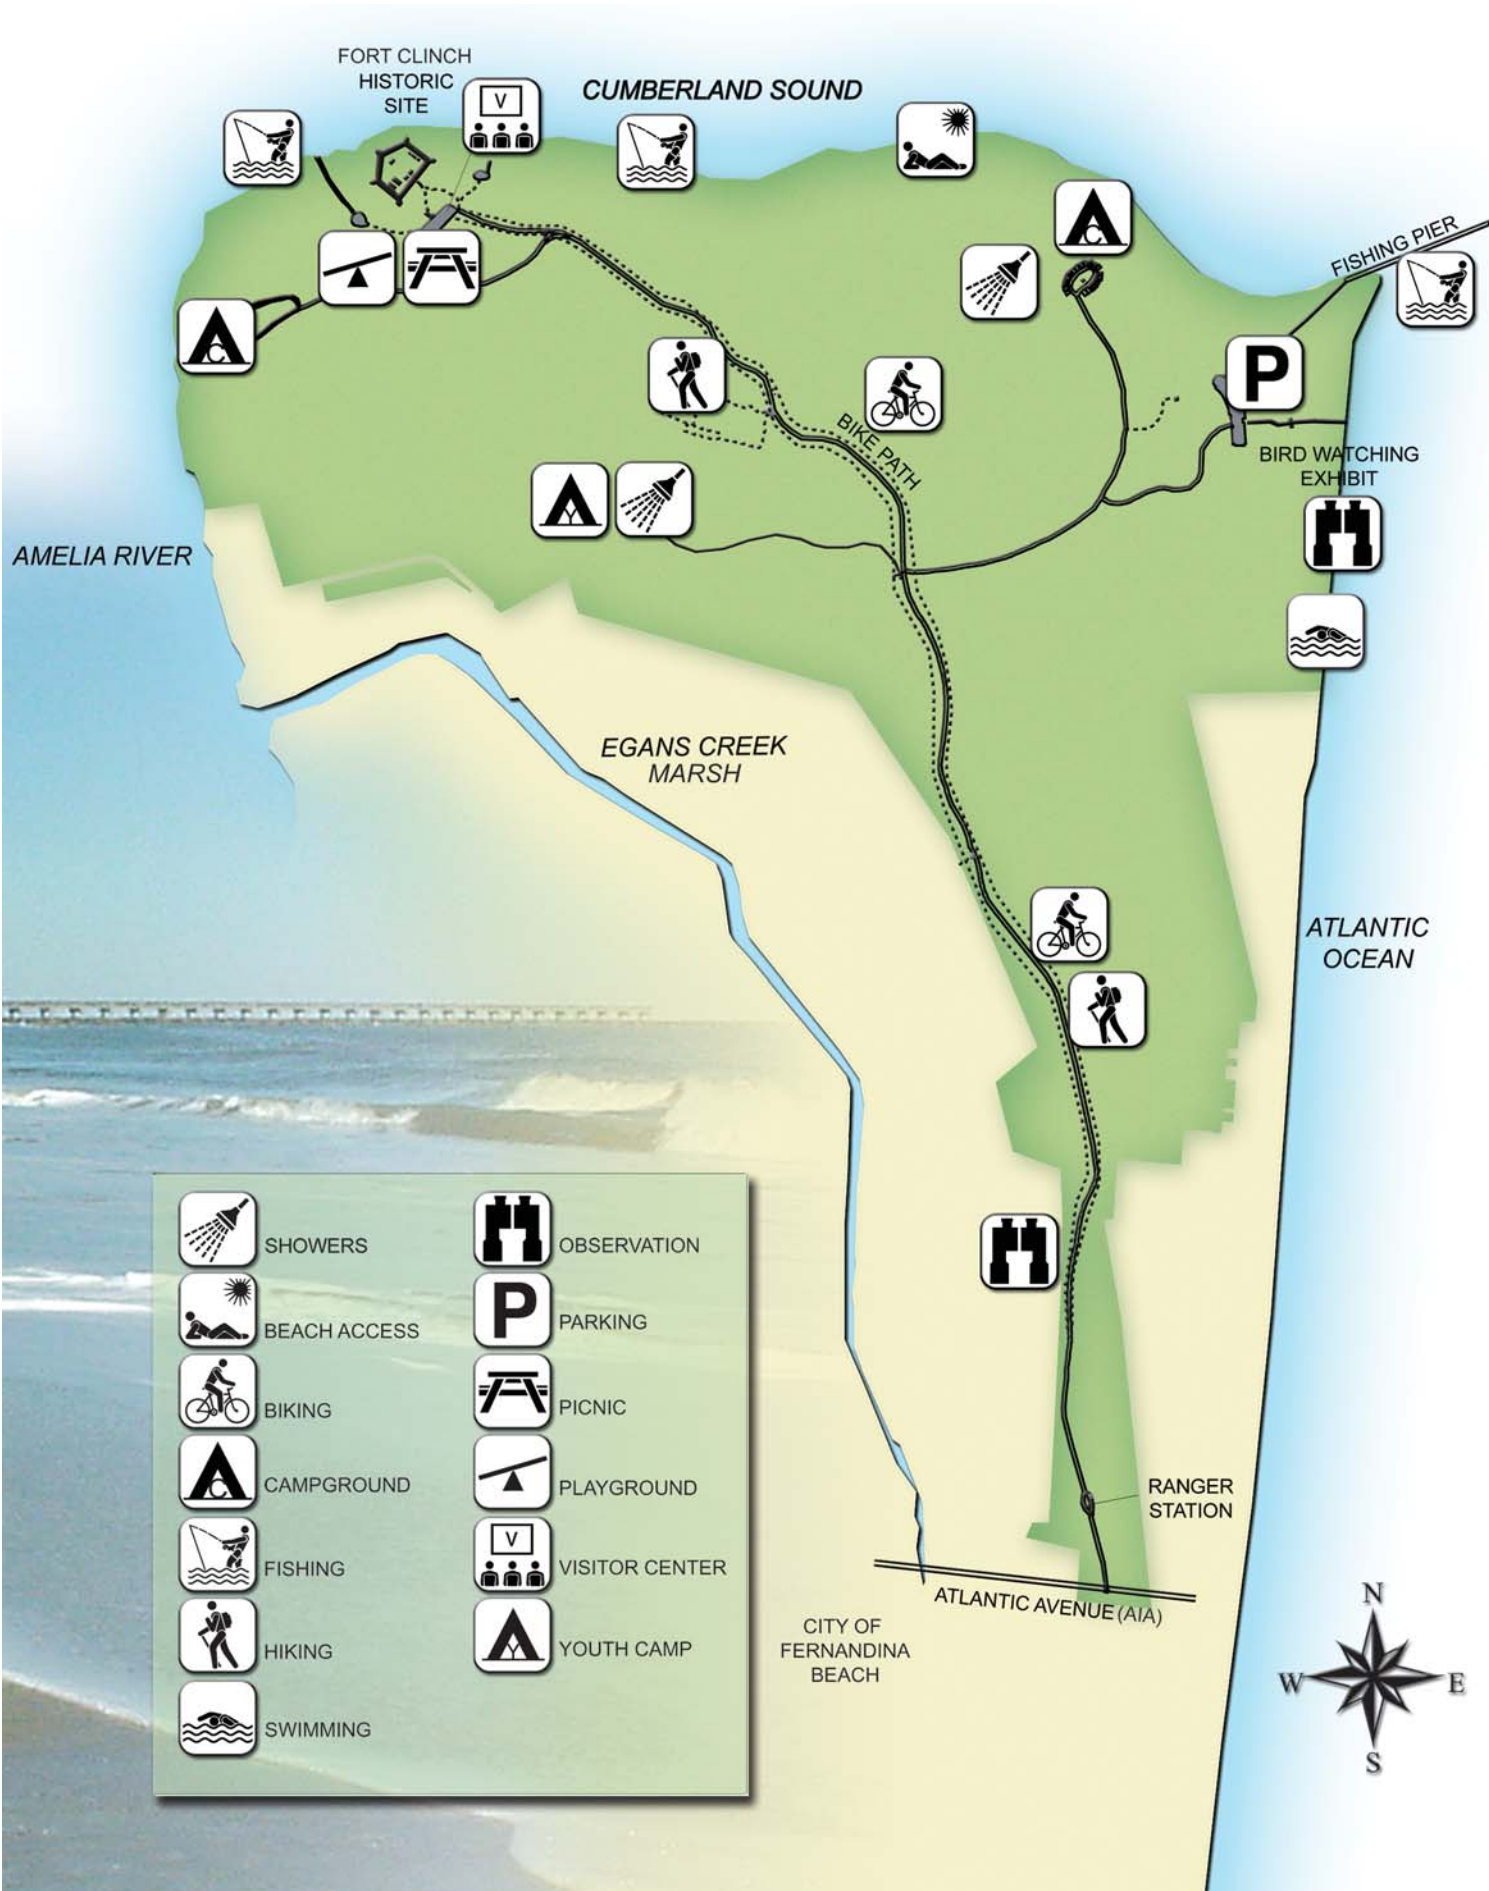 FORT CLINCH
HISTORIC
SITE
V
CUMBERLAND SOUND
C
FISHING PIER
C
P
BIKE PATH
BIRD WATCHING
EXHIBIT
Y
AMELIA RIVER
EGANS CREEK
MARSH
ATLANTIC
OCEAN
SHOWERS
BEACH ACCESS
BIKING
C
CAMPGROUND
FISHING
HIKING
SWIMMING
OBSERVATION
P
PARKING
PICNIC
PLAYGROUND
V
VISITOR CENTER
Y
YOUTH CAMP
RANGER
STATION
ATLANTIC AVENUE (AIA)
CITY OF
FERNANDINA
BEACH
N
W
E
S